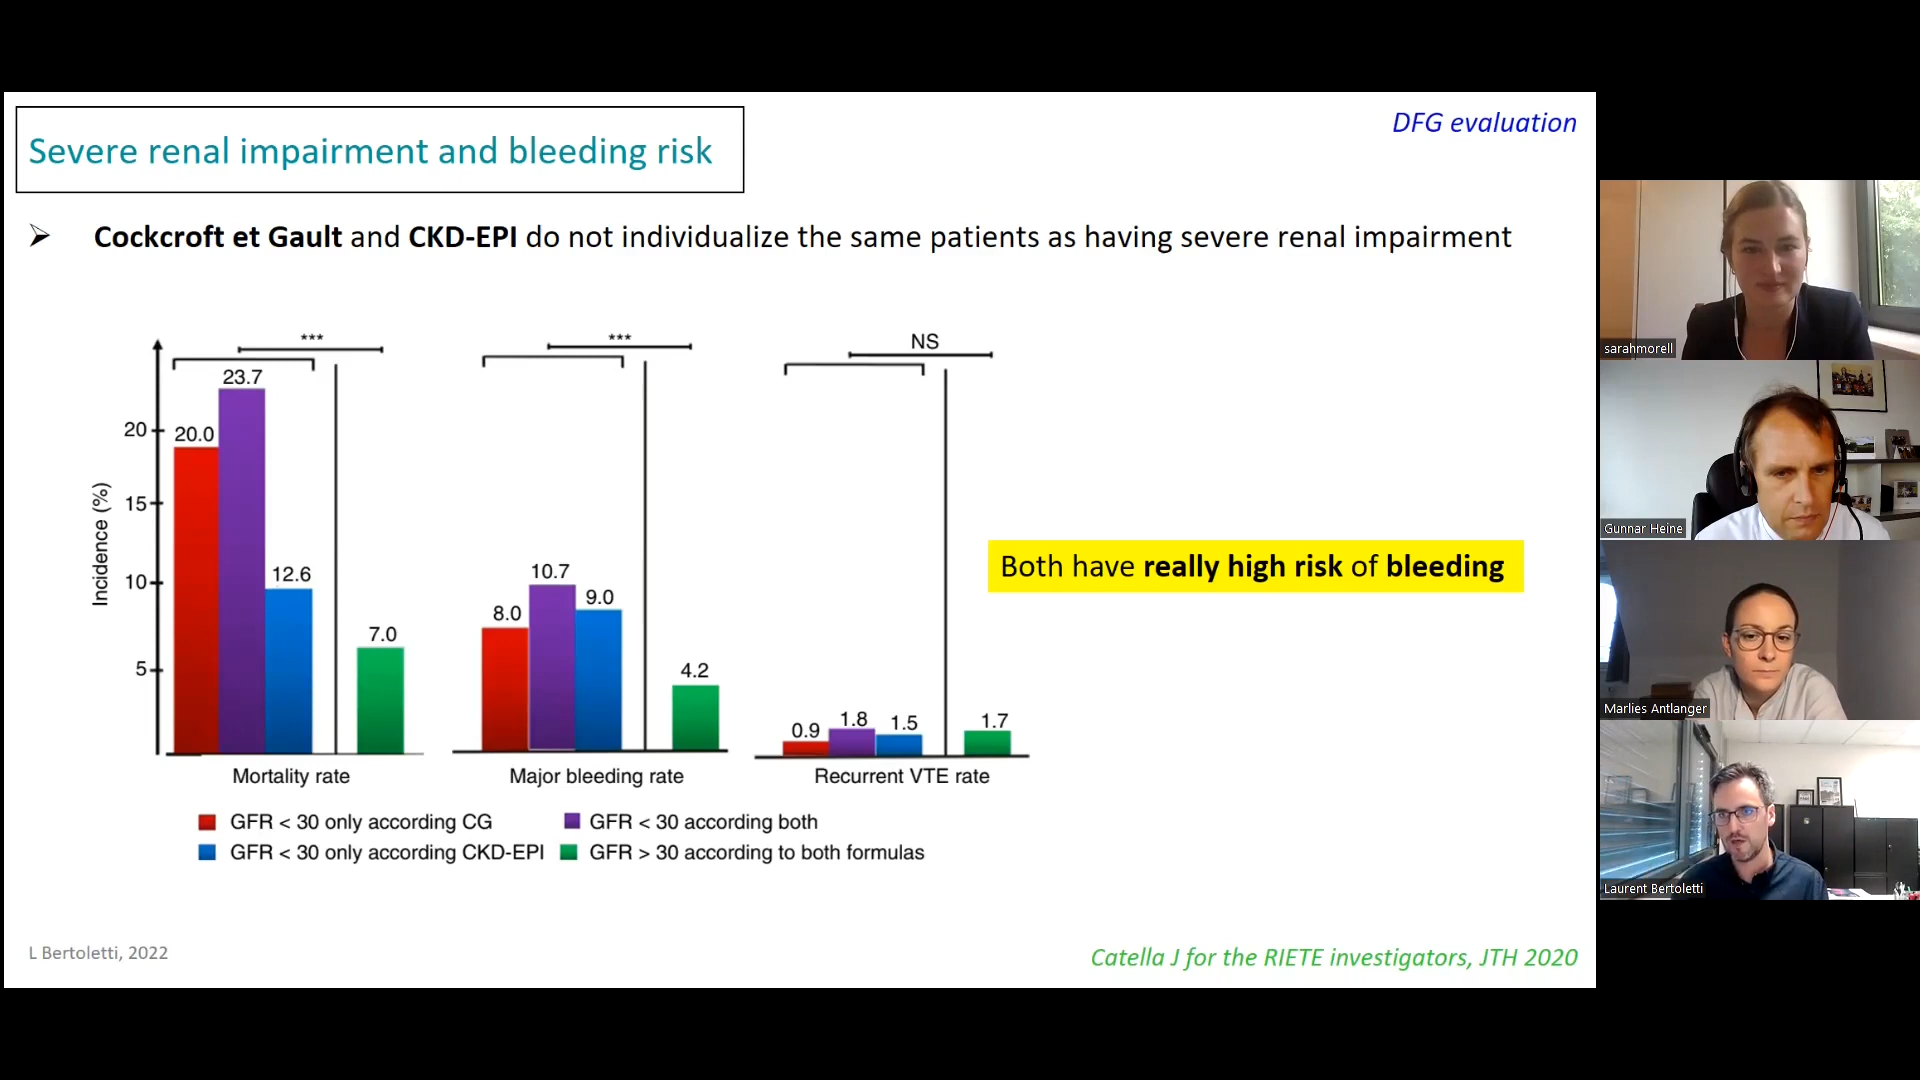 Severe renal impairment and bleeding risk
DFG evaluation
➢ Cockcroft et Gault and CKD-EPI do not individualize the same patients as having severe renal impairment
*** *** NS
23.7
20
20.0
15
12.6
10
7.0
5
Incidence (%)
Mortality rate
8.0
10.7
9.0
4.2
Major bleeding rate
0.9
1.8
1.5
1.7
Recurrent VTE rate
Both have really high risk of bleeding
GFR < 30 only according CG
GFR < 30 according both
GFR < 30 only according CKD-EPI
GFR > 30 according to both formulas
L Bertoletti, 2022
Catella J for the RIETE investigators, JTH 2020
sarahmorell
Gunnar Heine
Marlies Antlanger
Laurent Bertoletti